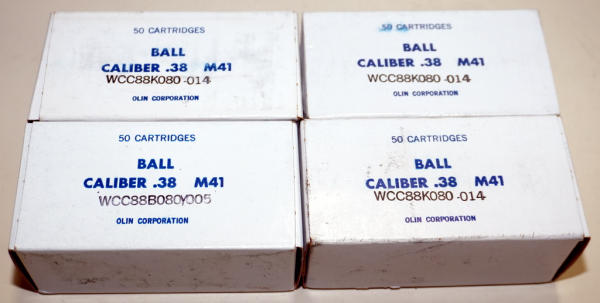 50 CARTRIDGES
BALL
CALIBER .38 M41
WCC88K080-014
OLIN CORPORATION
50 CARTRIDGES
BALL
CALIBER .38 M41
WCC88K080-014
OLIN CORPORATION
50 CARTRIDGES
BALL
CALIBER .38 M41
WCC88B080Y005
OLIN CORPORATION
50 CARTRIDGES
BALL
CALIBER .38 M41
WCC88K080-014
OLIN CORPORATION